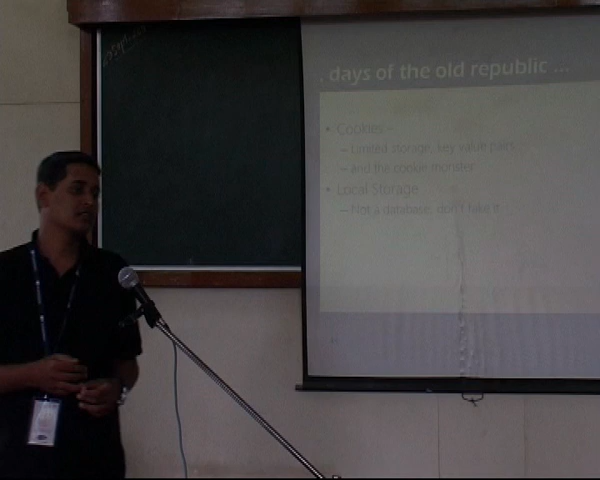 . days of the old republic ...
• Cookies -
– Limited storage, key value pairs
– and the cookie monster
• Local Storage
– Not a database, don't fake it